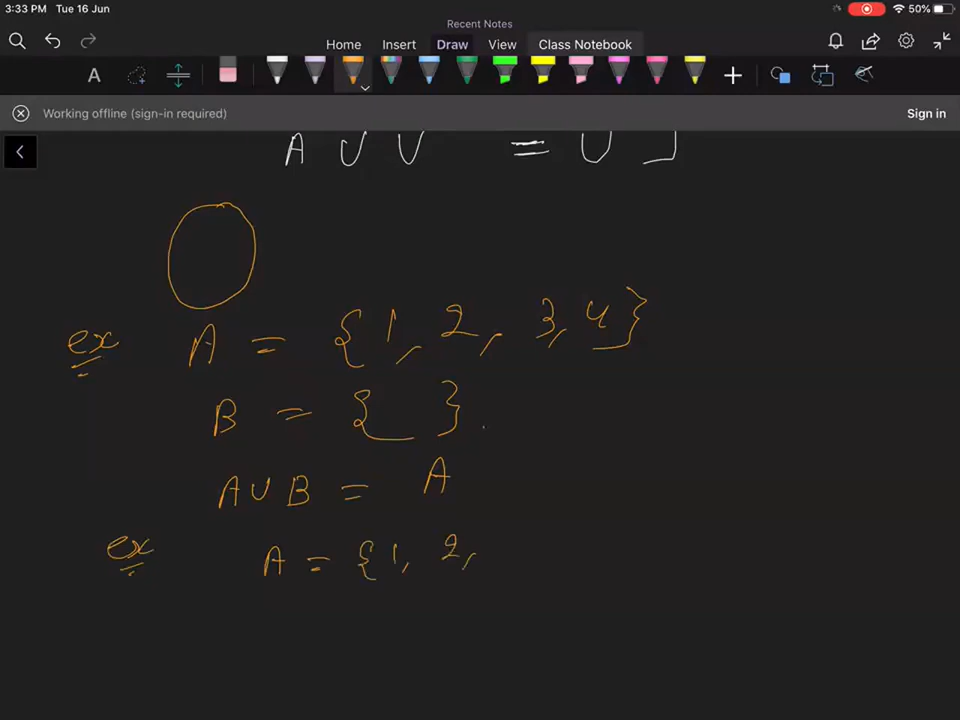 3:33 PM Tue 16 Jun 50%
Recent Notes
Home Insert Draw View Class Notebook
A
Working offline (sign-in required) Sign in
A ∪ U = U ]
ex A = {1, 2, 3, 4}
B = { }.
A∪B = A
ex A = {1, 2,